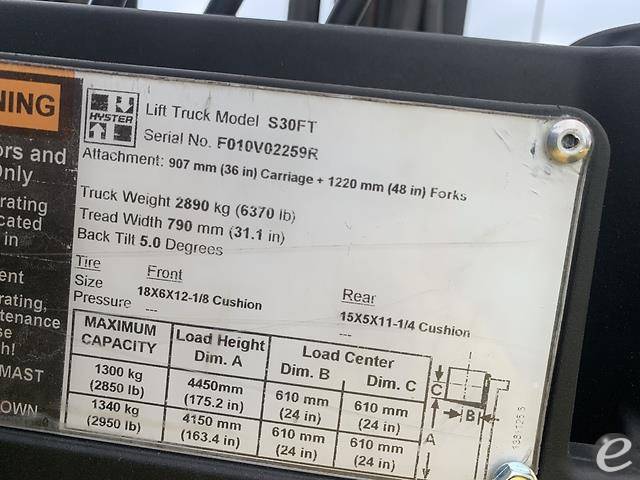 NING
ors and
Only
rating
cated
in
ent
rating,
tenance
se
h!
MAST
OWN
HYSTER
Lift Truck Model S30FT
Serial No. F010V02259R
Attachment: 907 mm (36 in) Carriage + 1220 mm (48 in) Forks
Truck Weight 2890 kg (6370 lb)
Tread Width 790 mm (31.1 in)
Back Tilt 5.0 Degrees
Tire Front Rear
Size 18X6X12-1/8 Cushion 15X5X11-1/4 Cushion
Pressure --- ---
MAXIMUM CAPACITY Load Height Dim. A Load Center Dim. B Dim. C
1300 kg (2850 lb) 4450mm (175.2 in) 610 mm (24 in) 610 mm (24 in)
1340 kg (2950 lb) 4150 mm (163.4 in) 610 mm (24 in) 610 mm (24 in)
C
B
A
e